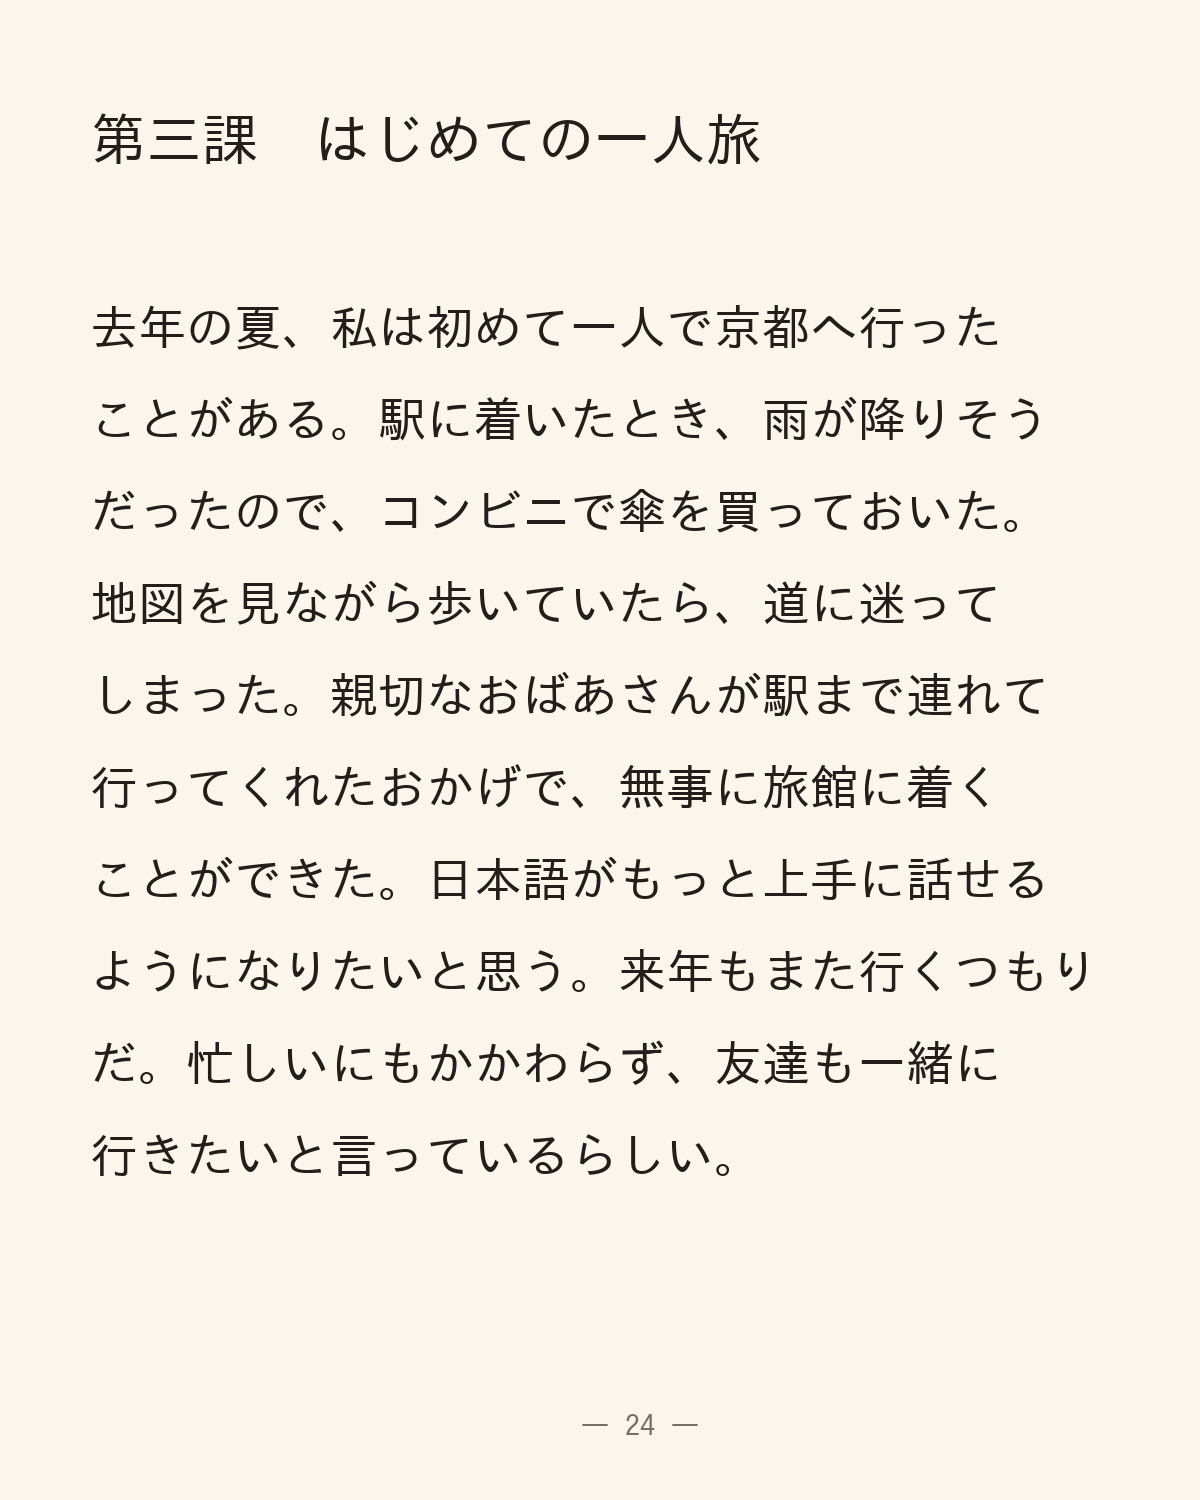 第三課　はじめての一人旅
去年の夏、私は初めて一人で京都へ行った
ことがある。駅に着いたとき、雨が降りそう
だったので、コンビニで傘を買っておいた。
地図を見ながら歩いていたら、道に迷って
しまった。親切なおばあさんが駅まで連れて
行ってくれたおかげで、無事に旅館に着く
ことができた。日本語がもっと上手に話せる
ようになりたいと思う。来年もまた行くつもり
だ。忙しいにもかかわらず、友達も一緒に
行きたいと言っているらしい。
— 24 —